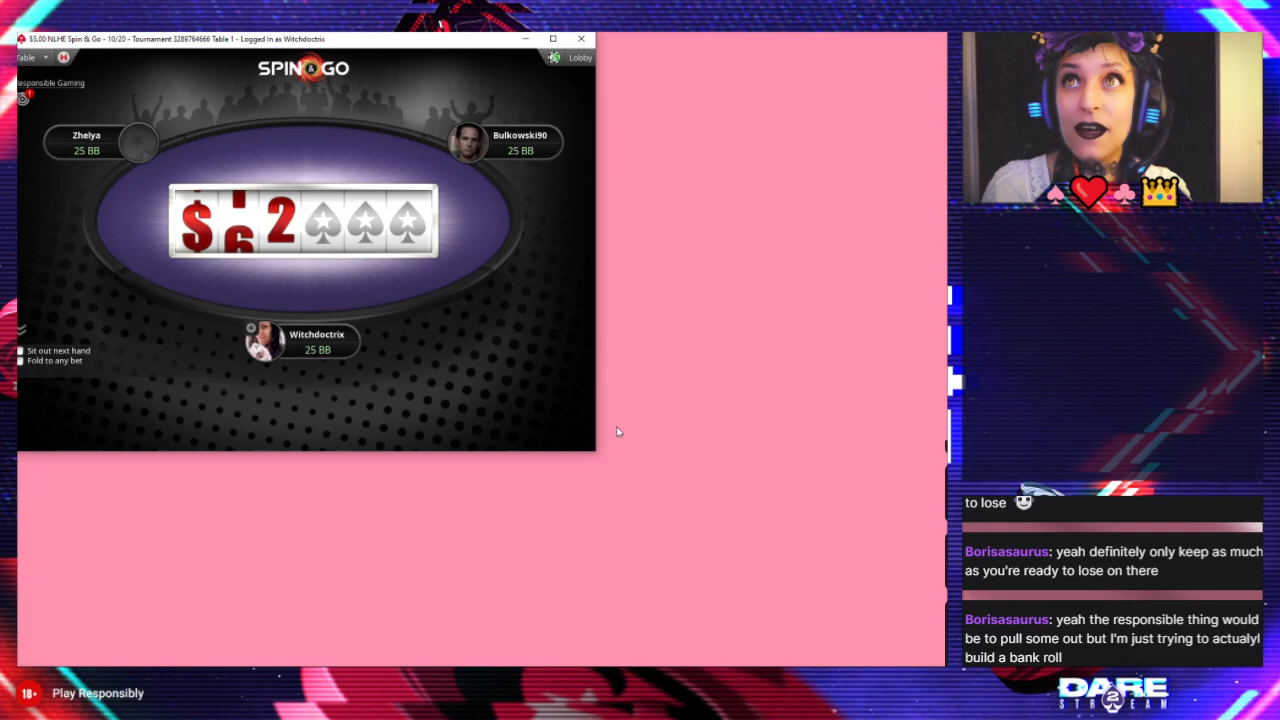 $5.00 NLHE Spin & Go - 10/20 - Tournament 3289764666 Table 1 - Logged In as Witchdoctrix
Table
Lobby
SPIN & GO
Responsible Gaming
Zhelya
25 BB
Bulkowski90
25 BB
$ 6 2
Witchdoctrix
25 BB
Sit out next hand
Fold to any bet
to lose
Borisasaurus: yeah definitely only keep as much
as you're ready to lose on there
Borisasaurus: yeah the responsible thing would
be to pull some out but I'm just trying to actualyl
build a bank roll
18+ Play Responsibly
DARE
2
STREAM